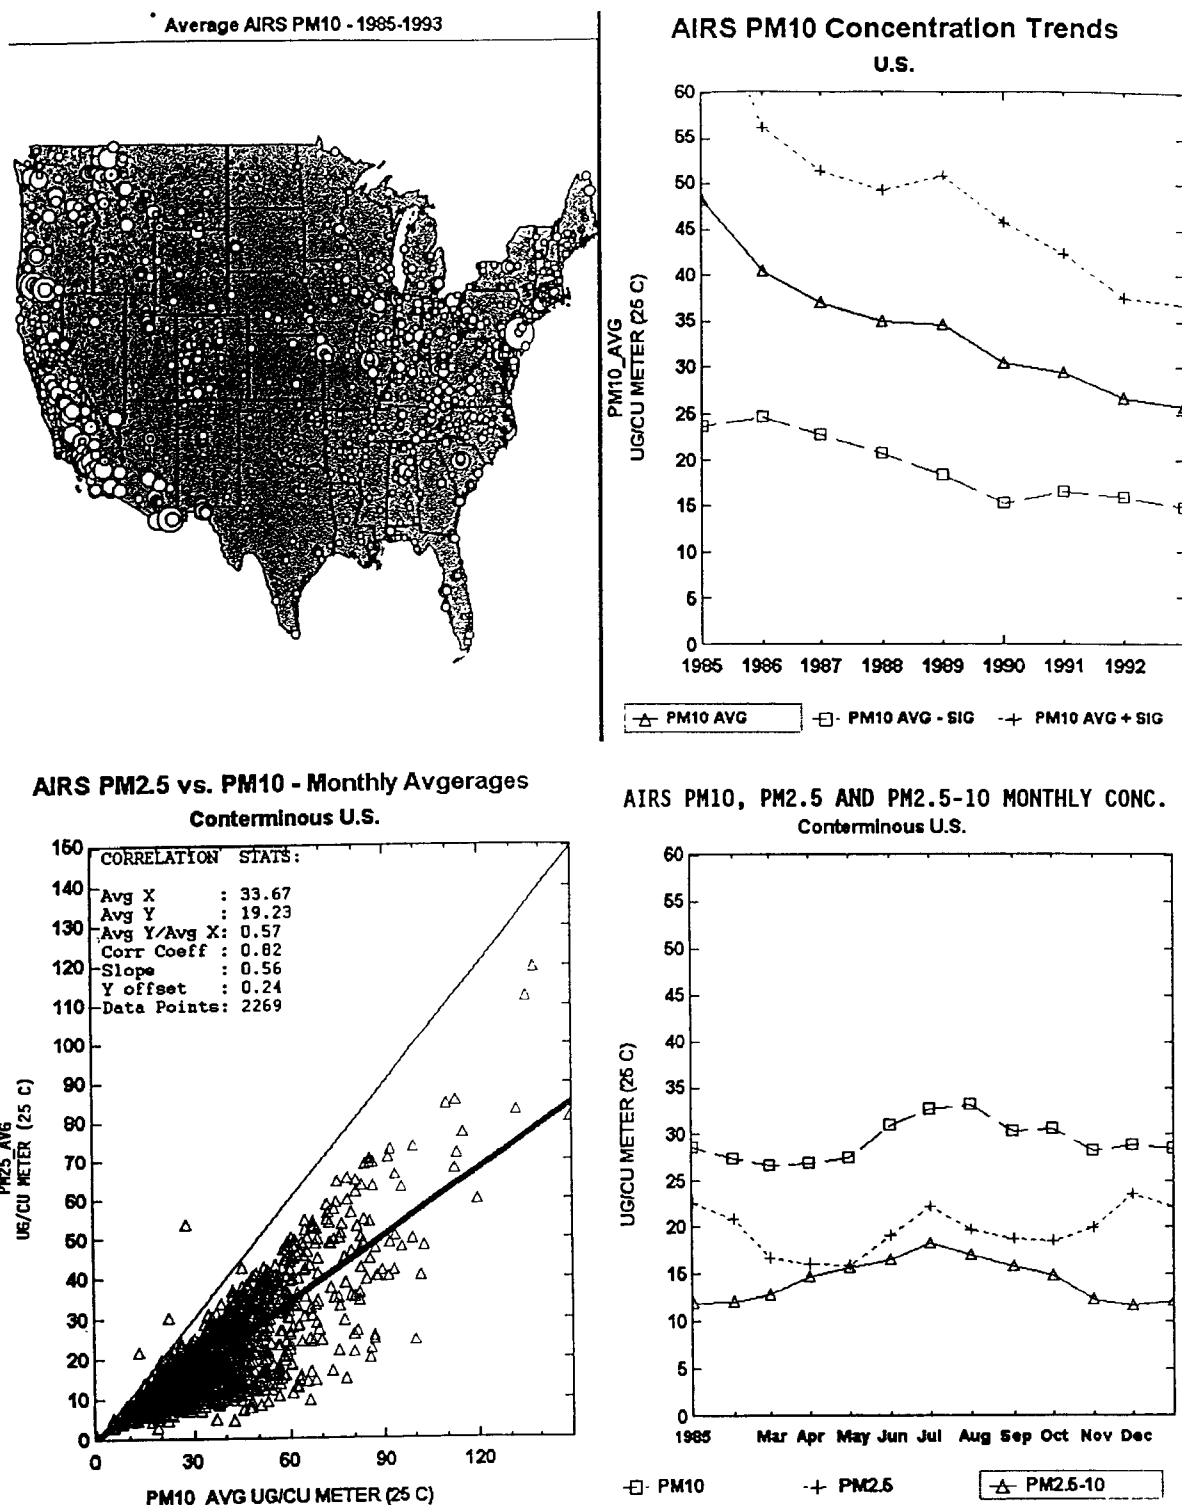 Average AIRS PM10 - 1985-1993
AIRS PM10 Concentration Trends
U.S.
60
55
50
45
40
35
30
25
20
15
10
5
0
PM10_AVG
UG/CU METER (25 C)
1985 1986 1987 1988 1989 1990 1991 1992
PM10 AVG PM10 AVG - SIG PM10 AVG + SIG
AIRS PM2.5 vs. PM10 - Monthly Avgerages
Conterminous U.S.
CORRELATION STATS:
Avg X : 33.67
Avg Y : 19.23
Avg Y/Avg X: 0.57
Corr Coeff : 0.82
Slope : 0.56
Y offset : 0.24
Data Points: 2269
150
140
130
120
110
100
90
80
70
60
50
40
30
20
10
0
PM25_AVG
UG/CU METER (25 C)
0 30 60 90 120
PM10_AVG UG/CU METER (25 C)
AIRS PM10, PM2.5 AND PM2.5-10 MONTHLY CONC.
Conterminous U.S.
60
55
50
45
40
35
30
25
20
15
10
5
0
UG/CU METER (25 C)
1985 Mar Apr May Jun Jul Aug Sep Oct Nov Dec
PM10 PM2.5 PM2.5-10